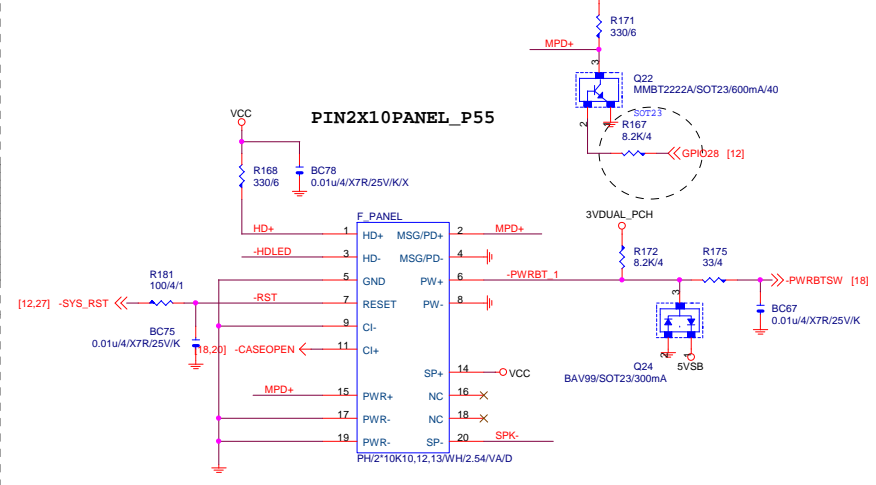 R171
330/6
MPD+
3
Q22
MMBT2222A/SOT23/600mA/40
SOT23
2
R167
8.2K/4
GPIO28 [12]
PIN2X10PANEL_P55
VCC
R168
330/6
BC78
0.01u/4/X7R/25V/K/X
3VDUAL_PCH
R172
8.2K/4
R175
33/4
F_PANEL
HD+ 1 HD+ MSG/PD+ 2 MPD+
-HDLED 3 HD- MSG/PD- 4
5 GND PW+ 6 -PWRBT_1
-PWRBTSW [18]
R181
100/4/1
[12,27] -SYS_RST
-RST 7 RESET PW- 8
3
BC67
0.01u/4/X7R/25V/K
9 CI-
BC75
0.01u/4/X7R/25V/K
[18,20] -CASEOPEN 11 CI+
2 1
Q24 5VSB
BAV99/SOT23/300mA
SP+ 14 VCC
MPD+ 15 PWR+ NC 16
17 PWR- NC 18
19 PWR- SP- 20 SPK-
PH/2*10K10,12,13/WH/2.54/VA/D